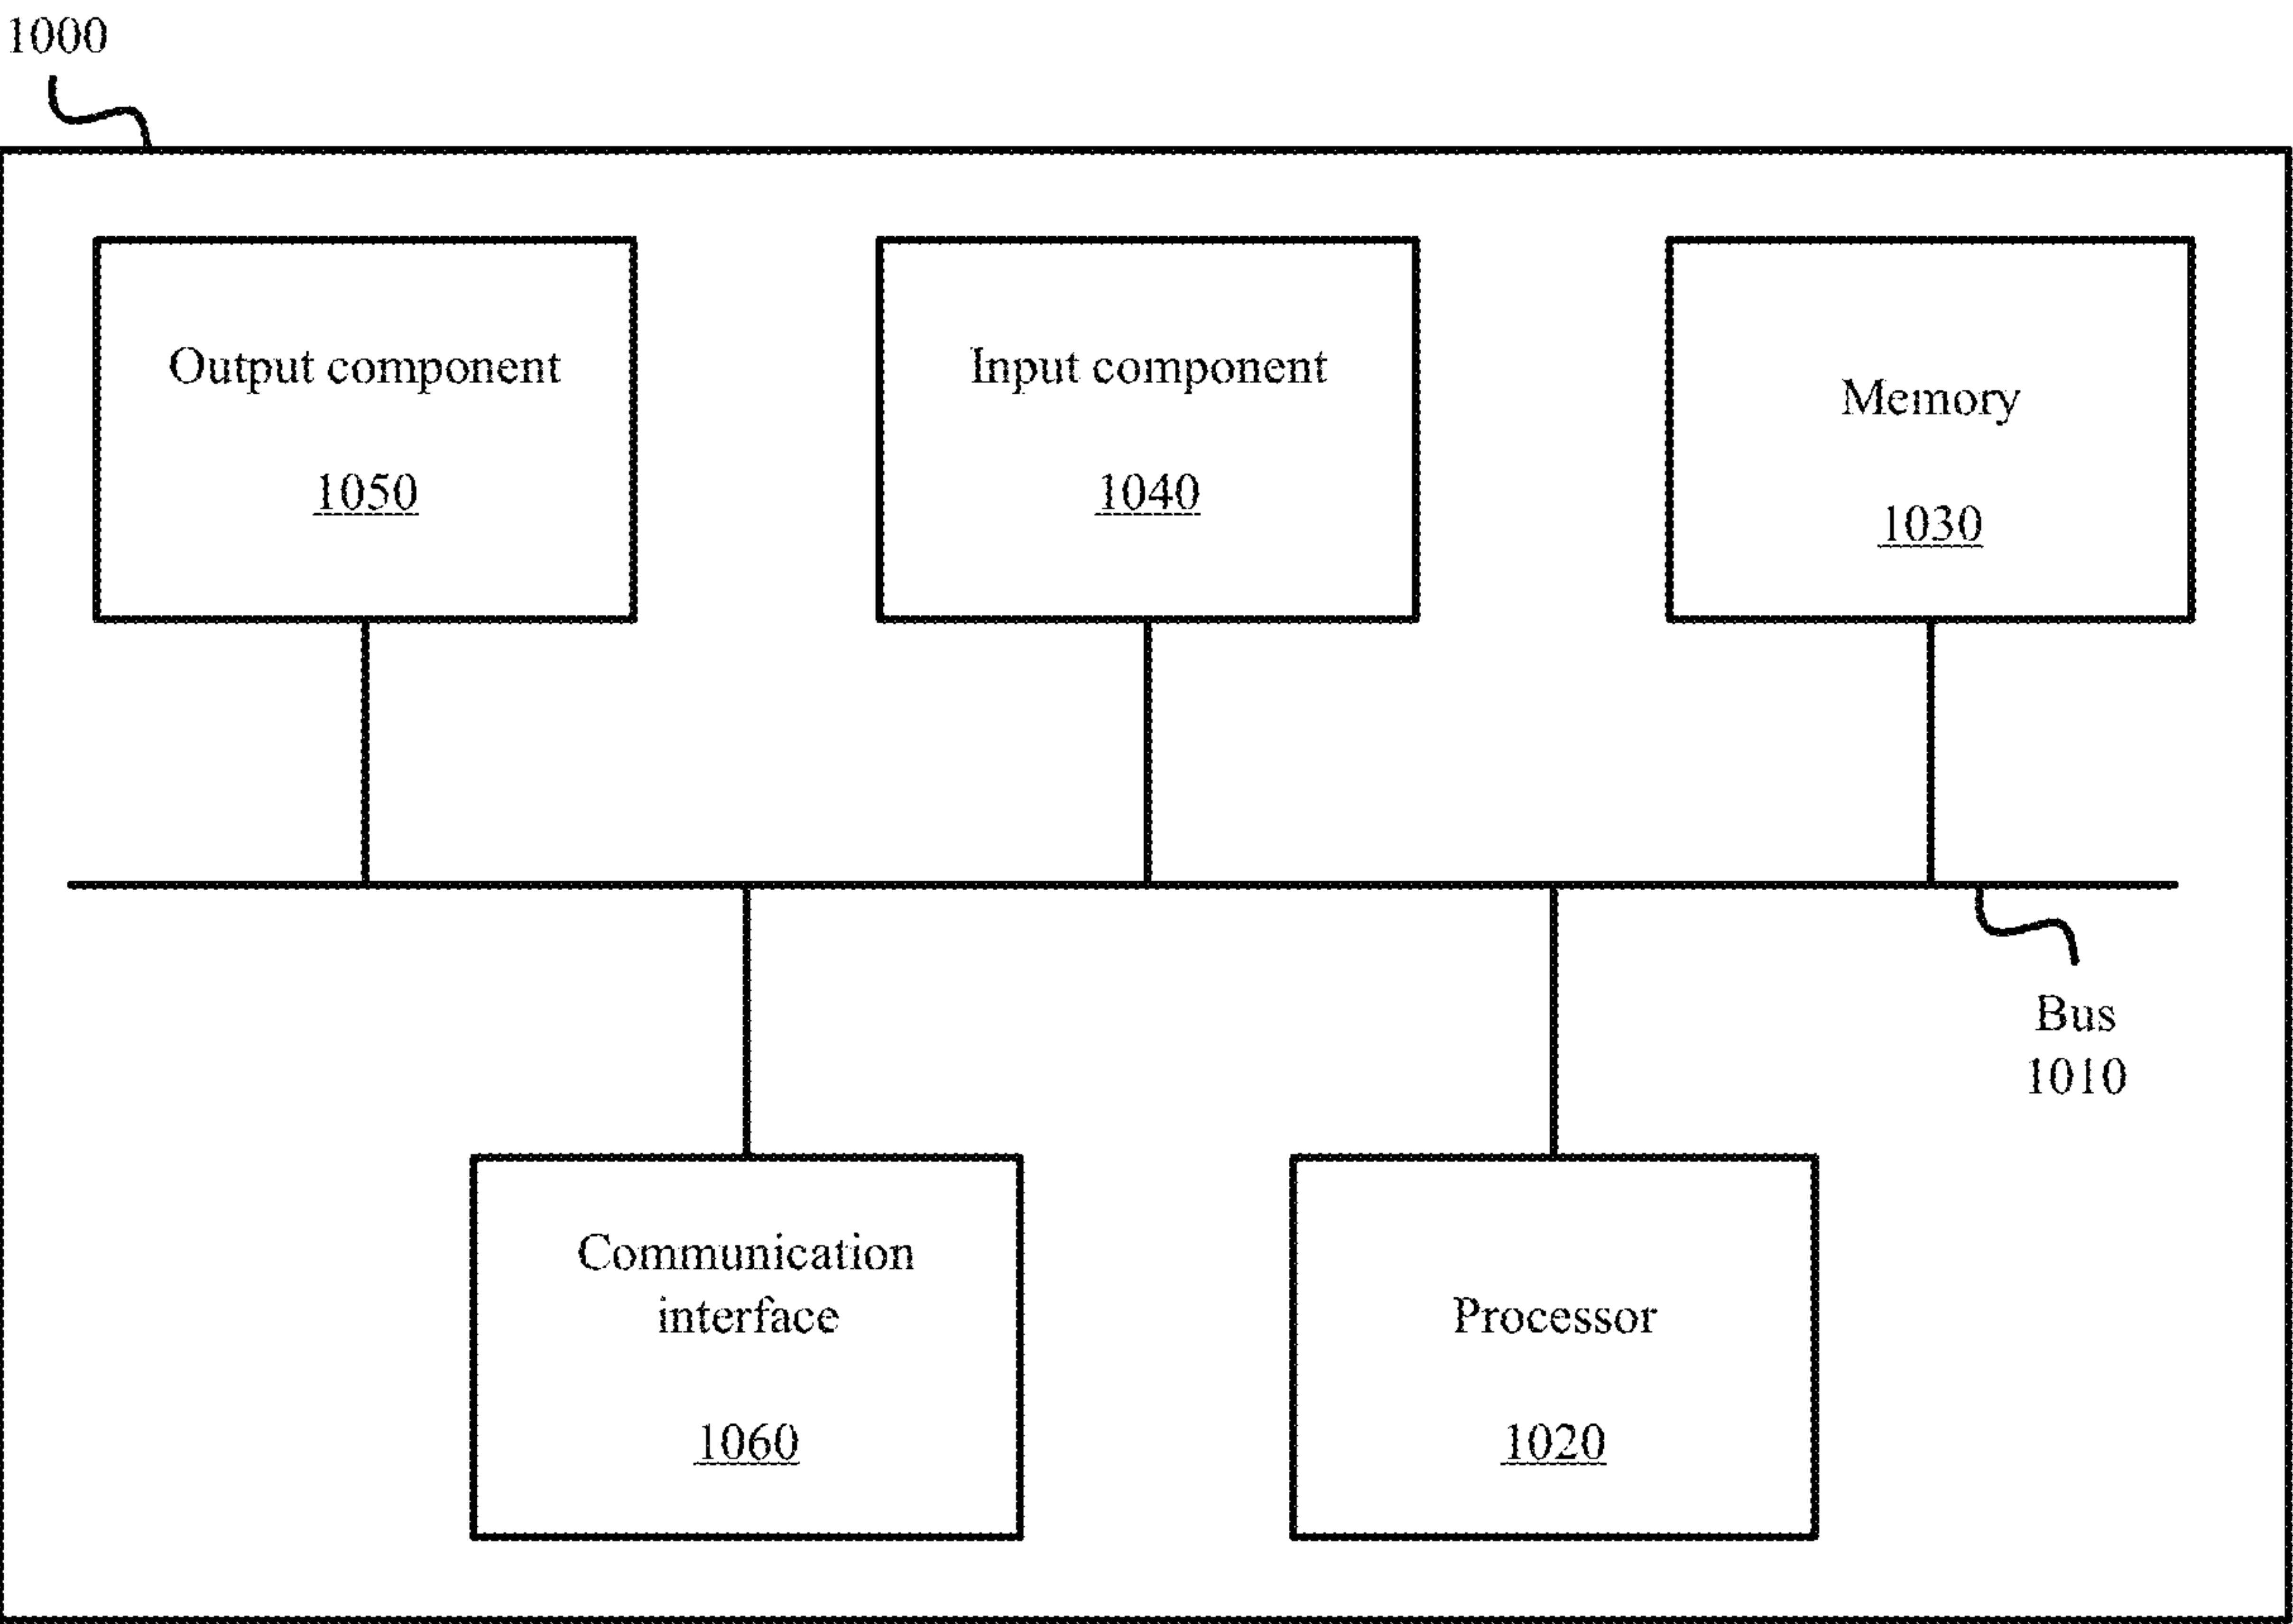 1000
Output component
1050
Input component
1040
Memory
1030
Bus
1010
Communication
interface
1060
Processor
1020